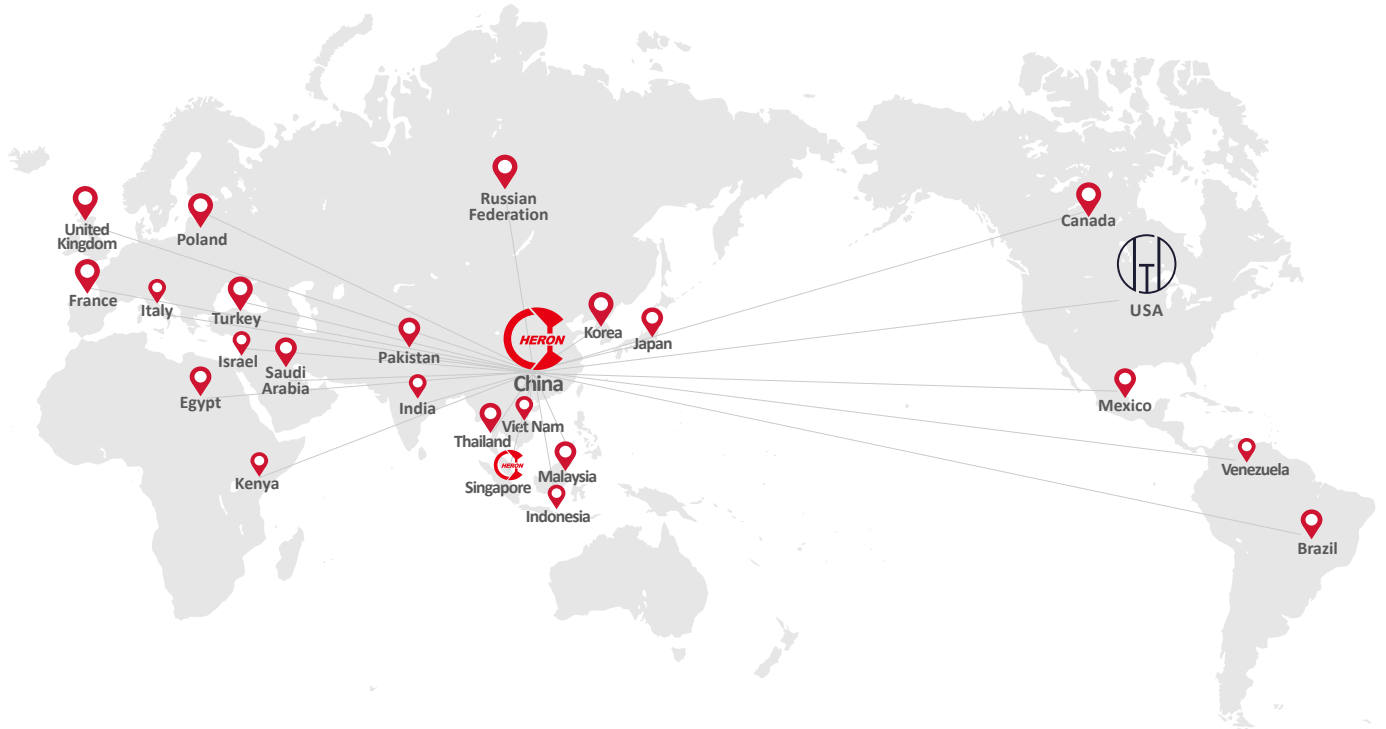 Russian
Federation
United
Kingdom
Poland
Canada
France
Italy
Turkey
USA
HERON
Korea
Japan
Israel
Pakistan
Saudi
Arabia
China
Egypt
India
Mexico
Viet Nam
Thailand
HERON
Kenya
Singapore
Malaysia
Venezuela
Indonesia
Brazil